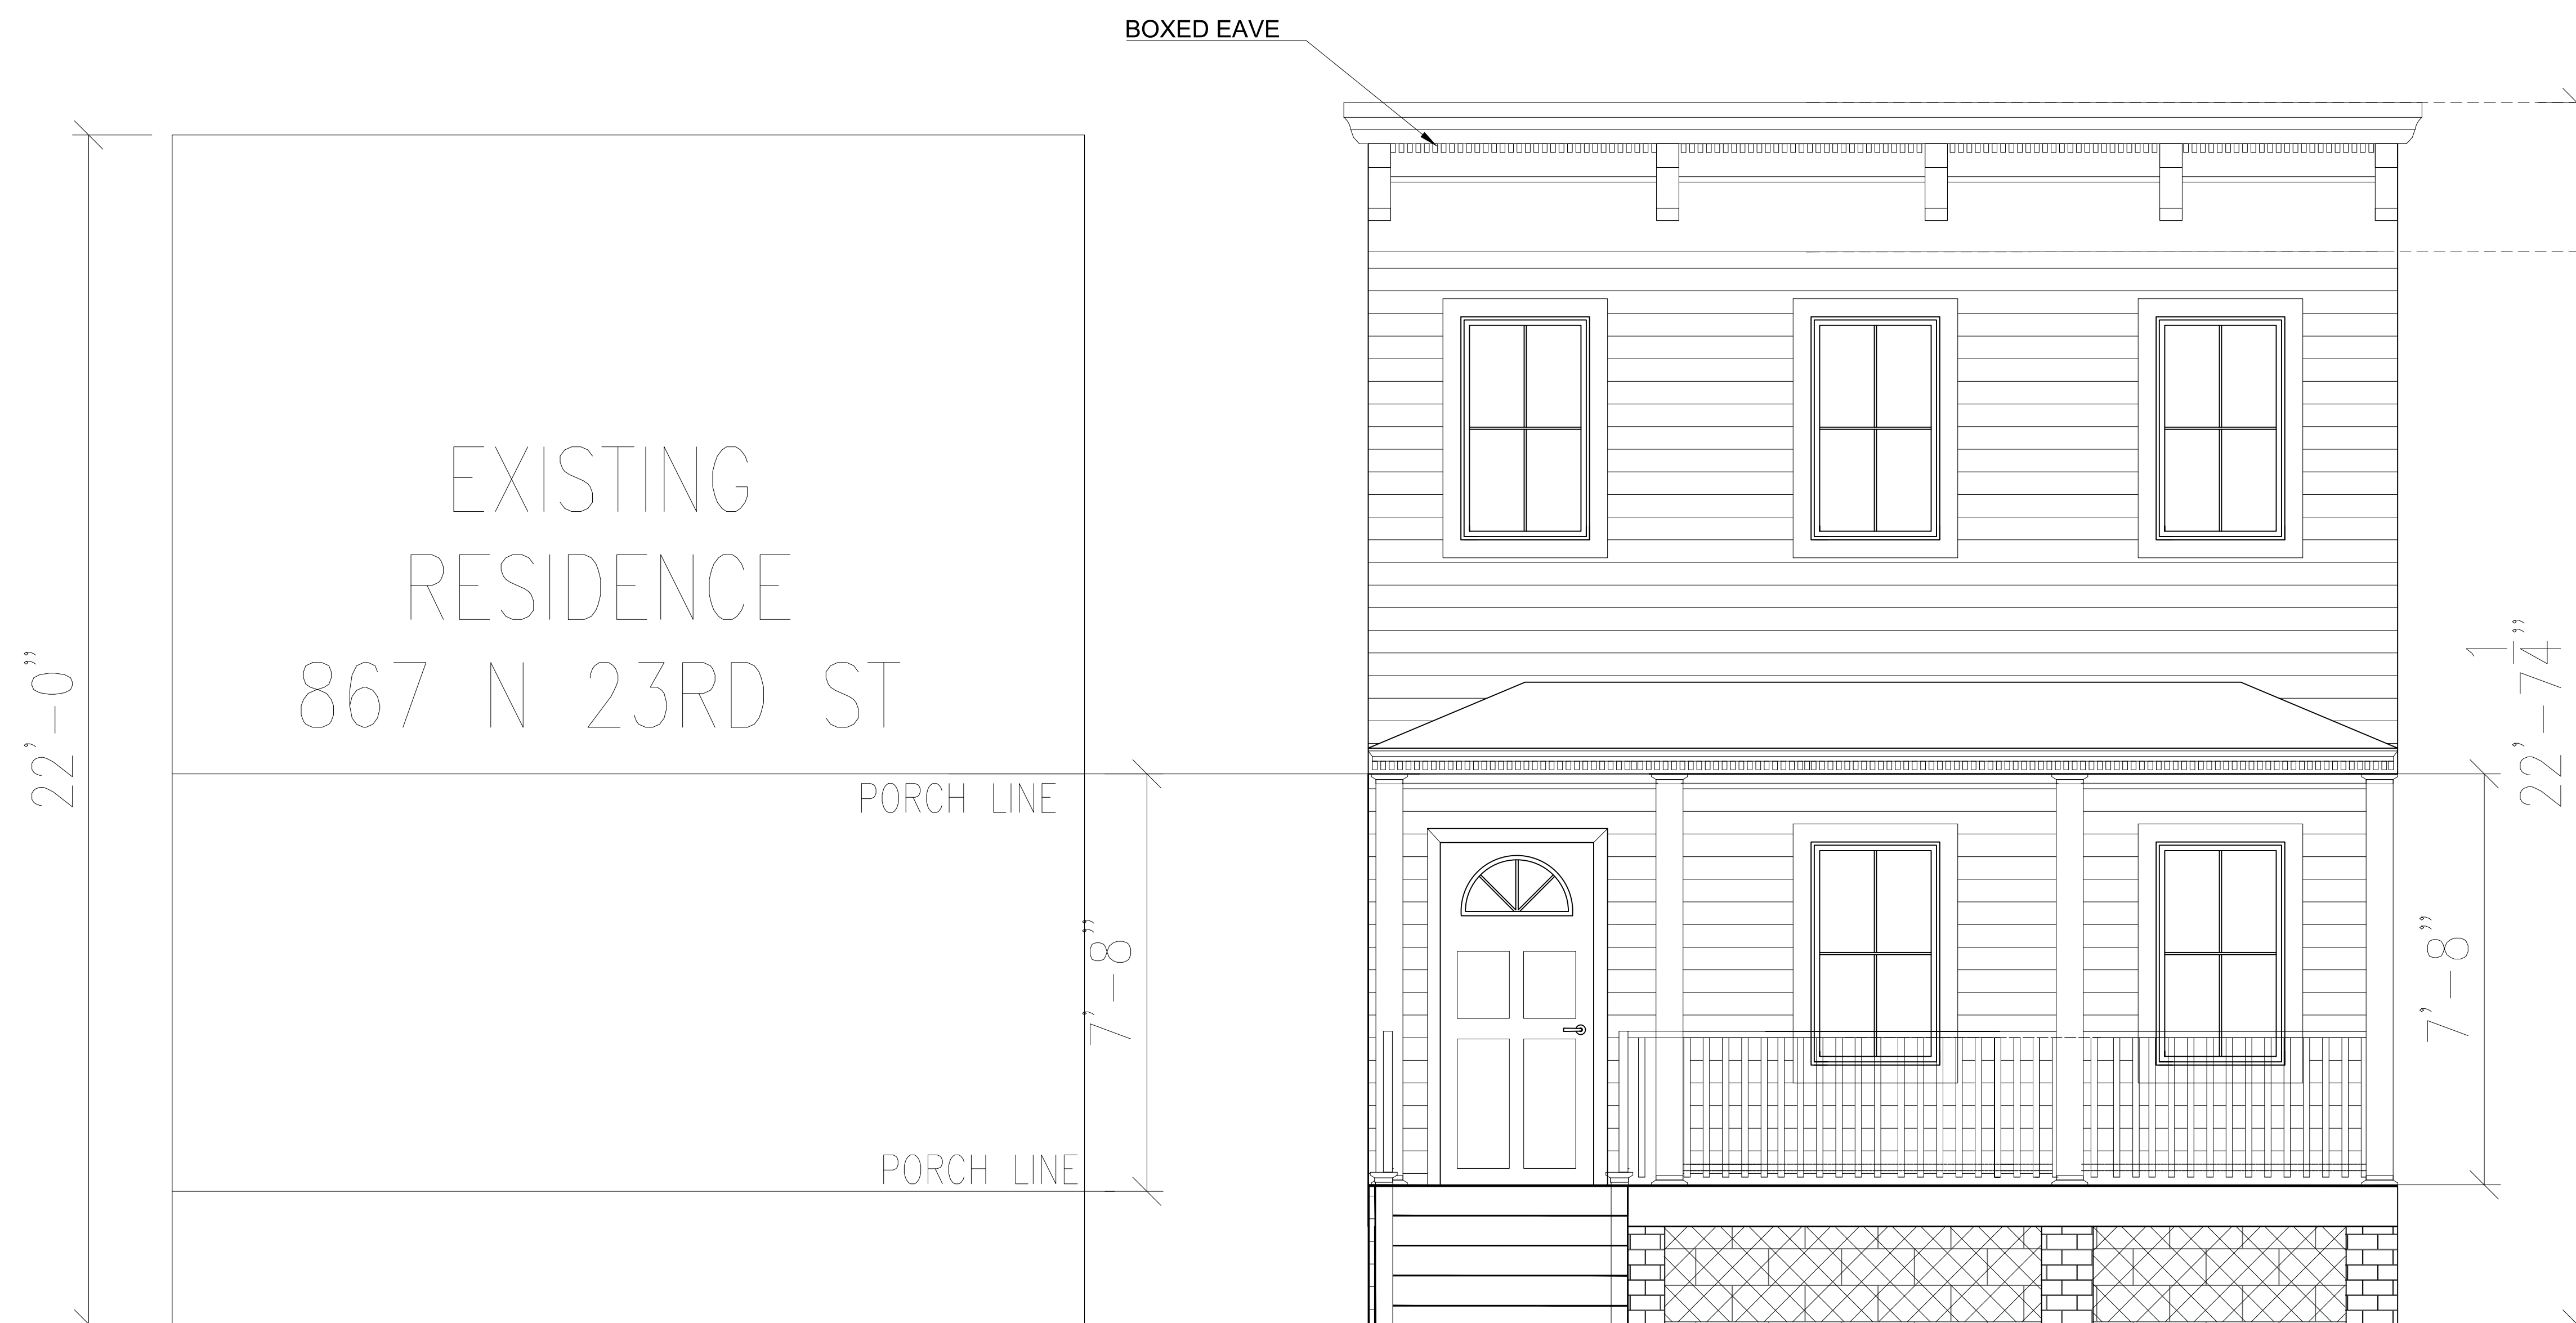 BOXED EAVE
22'-0"
EXISTING
RESIDENCE
867 N 23RD ST
PORCH LINE
7'-8"
PORCH LINE
7'-8"
22'-7 1/4"